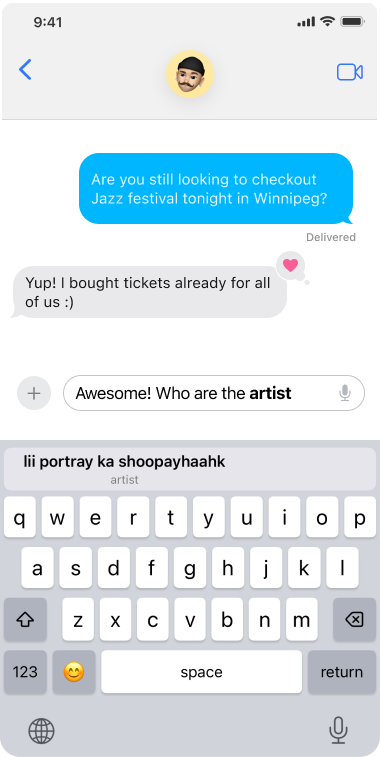 9:41
Are you still looking to checkout
Jazz festival tonight in Winnipeg?
Delivered
Yup! I bought tickets already for all
of us :)
Awesome! Who are the artist
Iii portray ka shoopayhaahk
artist
q w e r t y u i o p
a s d f g h j k l
z x c v b n m
123 space return